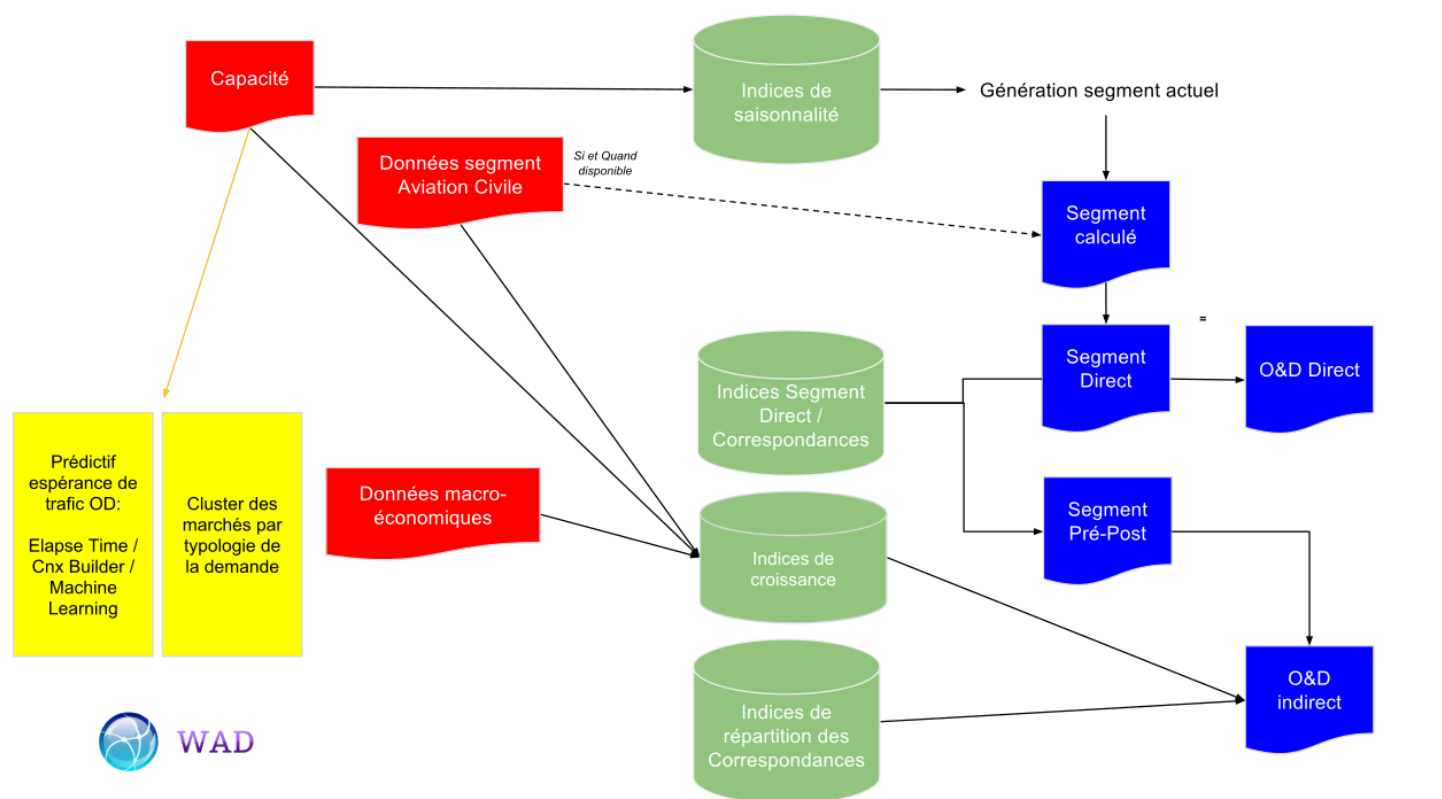 Capacité
Indices de
saisonnalité
Génération segment actuel
Données segment
Aviation Civile
Si et Quand
disponible
Segment
calculé
Segment
Direct
=
O&D Direct
Indices Segment
Direct /
Correspondances
Prédictif
espérance de
trafic OD:
Elapse Time /
Cnx Builder /
Machine
Learning
Cluster des
marchés par
typologie de
la demande
Données macro-
économiques
Segment
Pré-Post
Indices de
croissance
O&D
indirect
Indices de
répartition des
Correspondances
WAD